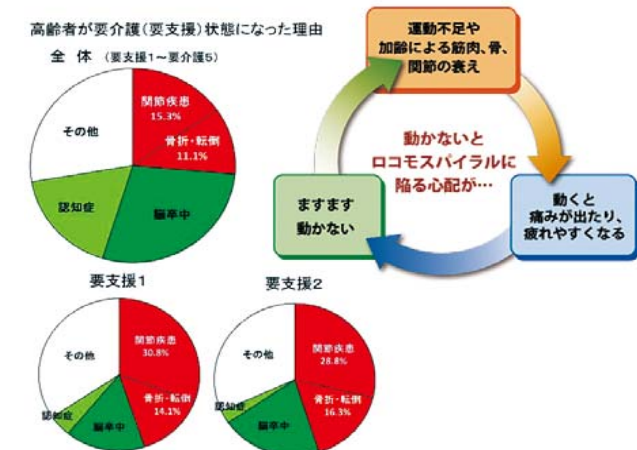 高齢者が要介護（要支援）状態になった理由
全 体 （要支援1～要介護5）
関節疾患
15.3%
骨折・転倒
11.1%
脳卒中
認知症
その他
要支援1
関節疾患
30.8%
骨折・転倒
14.1%
脳卒中
認知症
その他
要支援2
関節疾患
28.8%
骨折・転倒
16.3%
脳卒中
認知症
その他
運動不足や
加齢による筋肉、骨、
関節の衰え
動かないと
ロコモスパイラルに
陥る心配が…
動くと
痛みが出たり、
疲れやすくなる
ますます
動かない